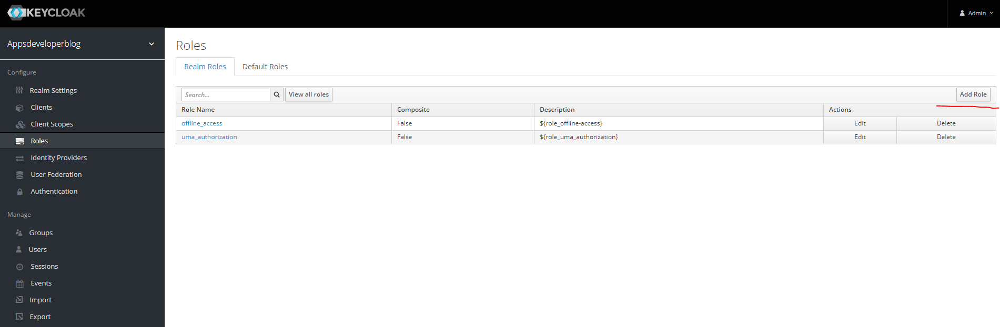 KEYCLOAK
Admin
Appsdeveloperblog
Configure
Realm Settings
Clients
Client Scopes
Roles
Identity Providers
User Federation
Authentication
Manage
Groups
Users
Sessions
Events
Import
Export
Roles
Realm Roles Default Roles
Search... View all roles Add Role
Role Name Composite Description Actions
offline_access False ${role_offline-access} Edit Delete
uma_authorization False ${role_uma_authorization} Edit Delete